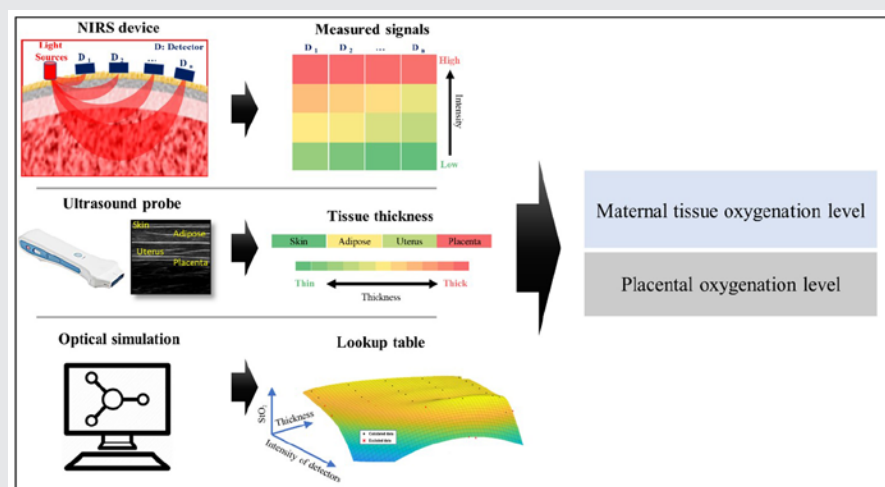 NIRS device
Light
Sources
D: Detector
D 1
D 2
...
D n
Measured signals
D 1
D 2
...
D n
High
Intensity
Low
Ultrasound probe
Skin
Adipose
Uterus
Placenta
Tissue thickness
Skin
Adipose
Uterus
Placenta
Thin
Thickness
Thick
Optical simulation
Lookup table
StO2
Thickness
Intensity of
detectors
Maternal tissue oxygenation level
Placental oxygenation level